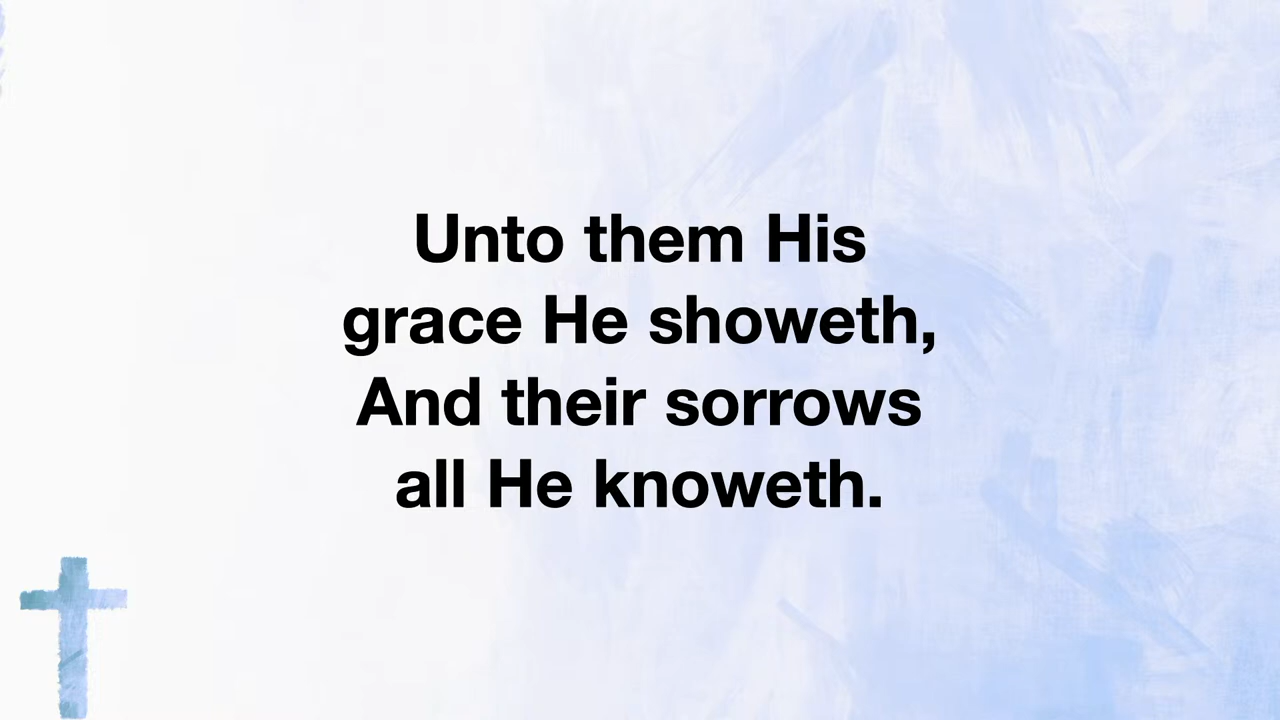 Unto them His
grace He showeth,
And their sorrows
all He knoweth.